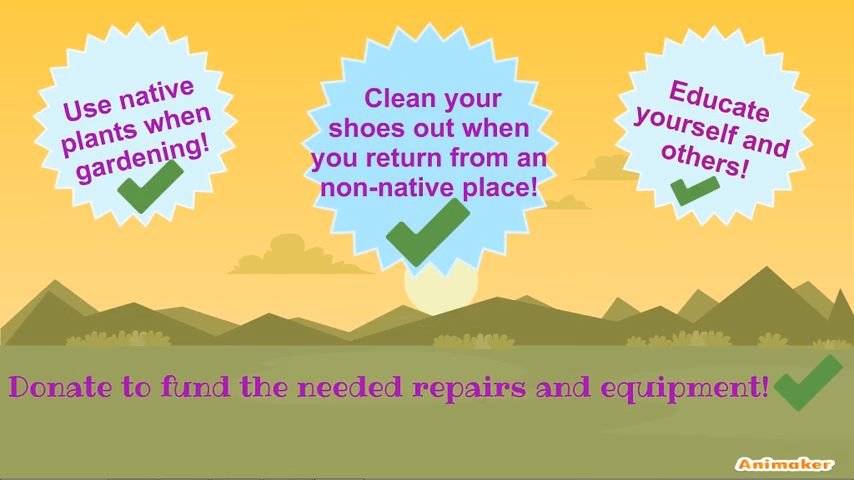 Use native
plants when
gardening!
Clean your
shoes out when
you return from an
non-native place!
Educate
yourself and
others!
Donate to fund the needed repairs and equipment!
Animaker